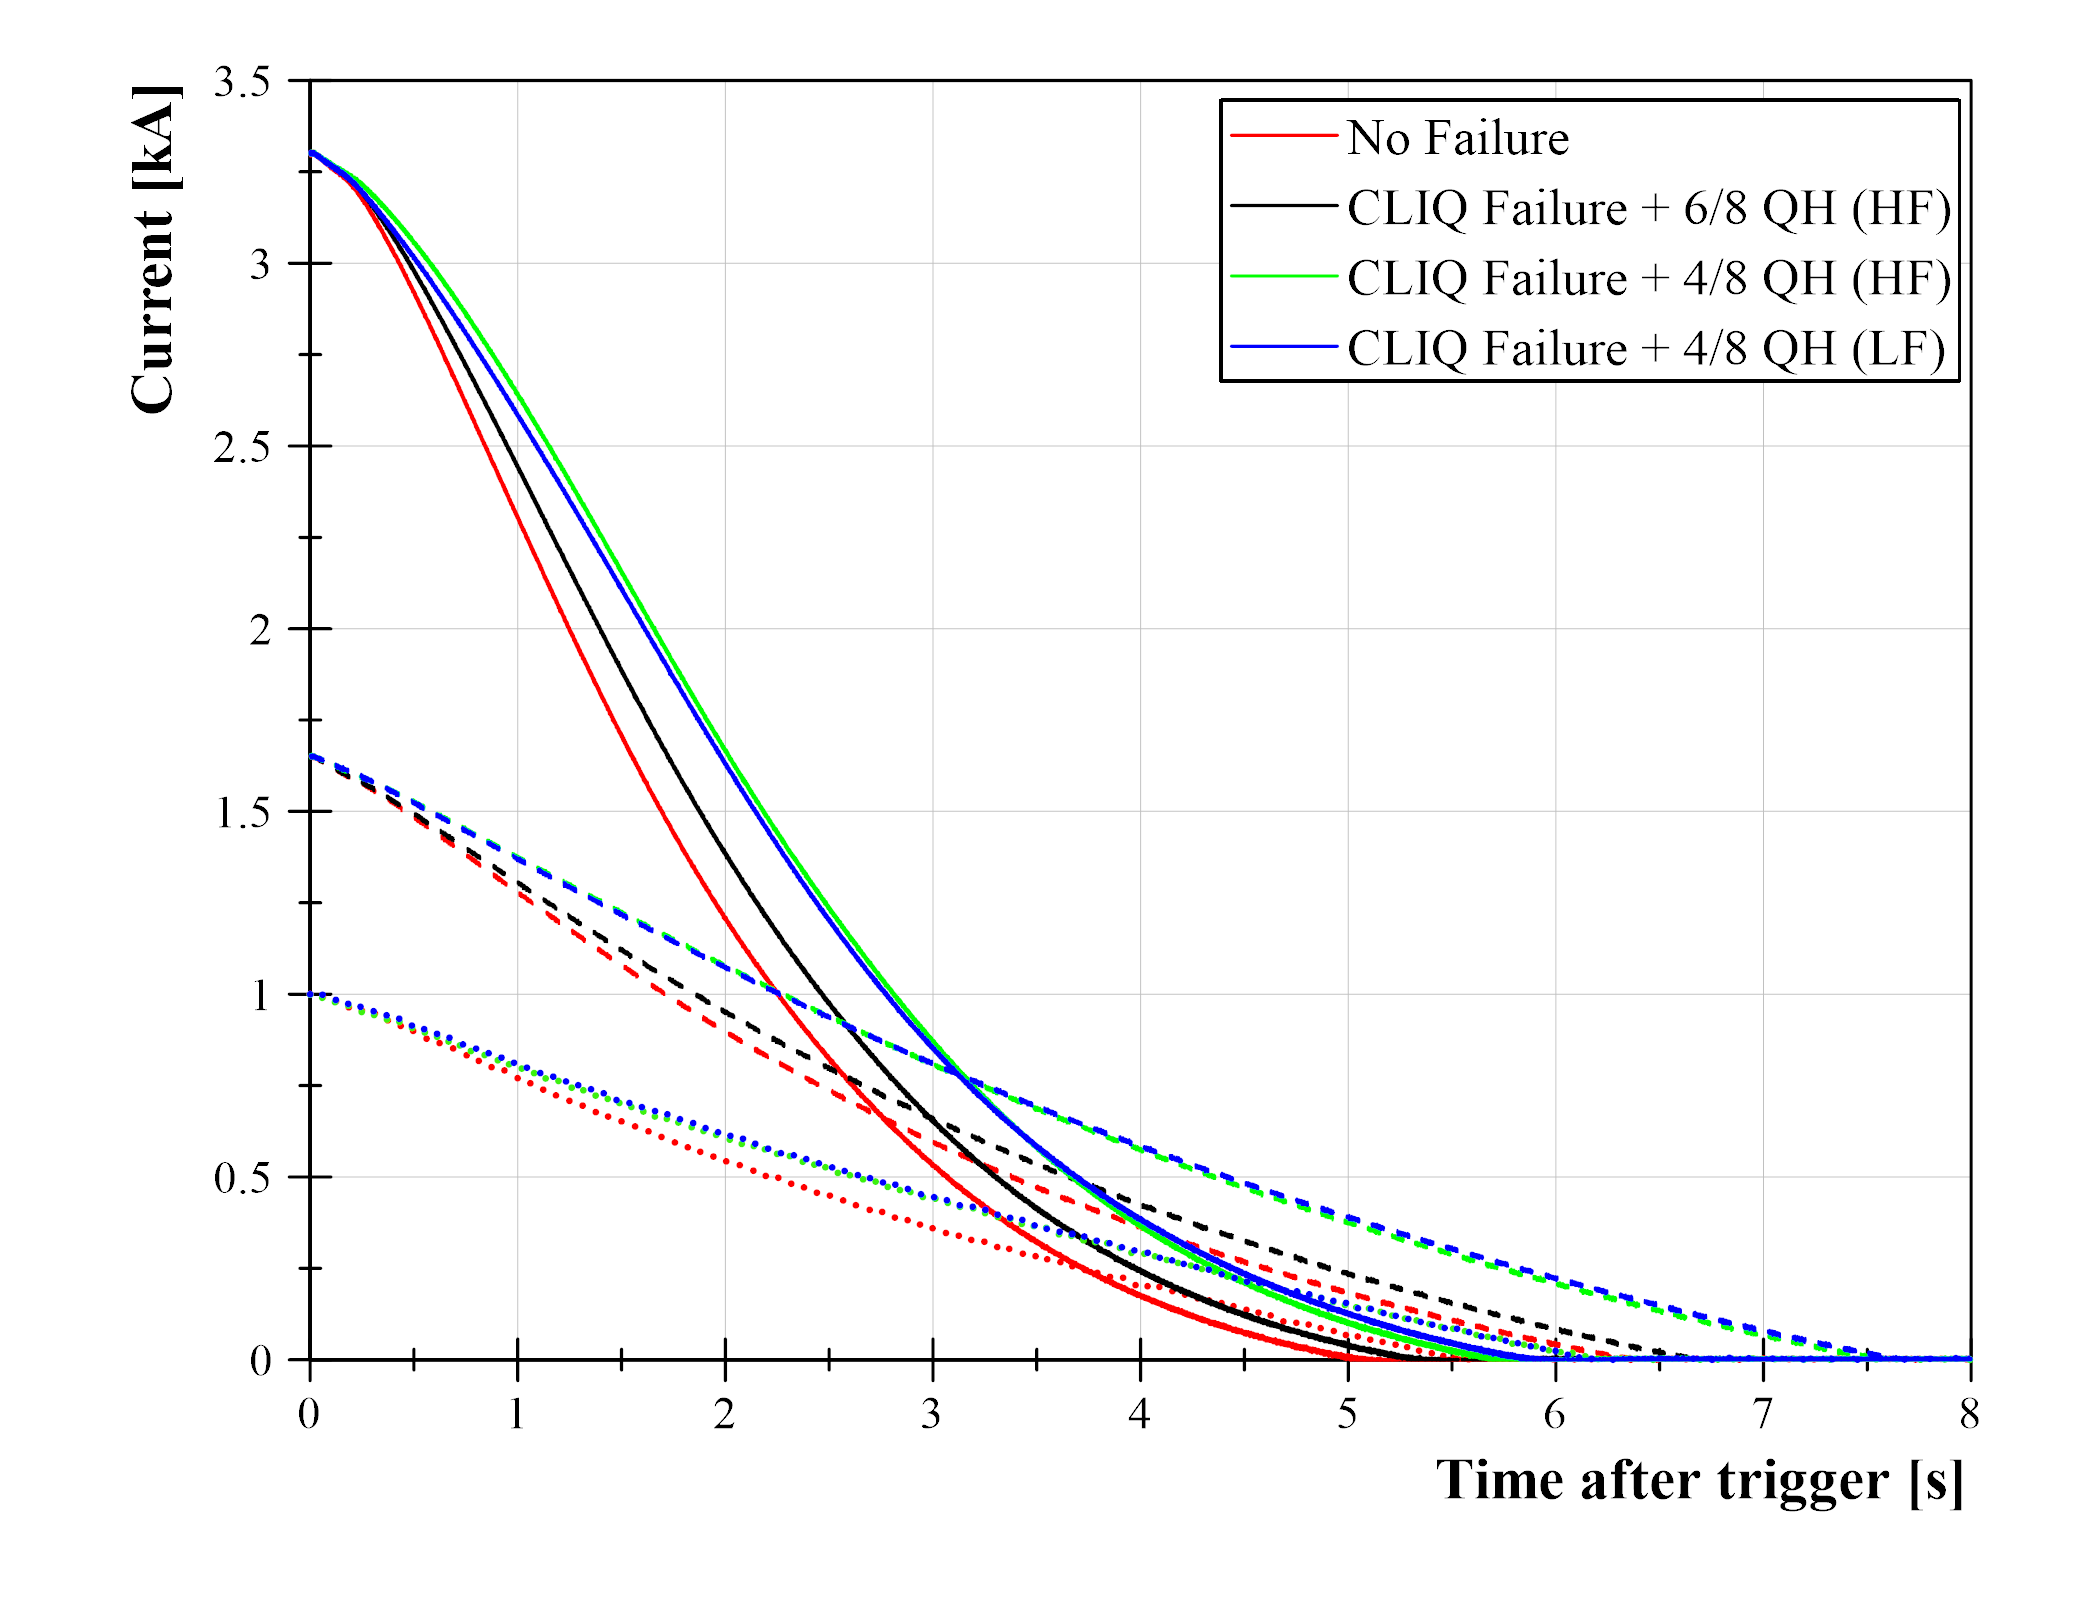 Current [kA]
3.5
3
2.5
2
1.5
1
0.5
0
No Failure
CLIQ Failure + 6/8 QH (HF)
CLIQ Failure + 4/8 QH (HF)
CLIQ Failure + 4/8 QH (LF)
0 1 2 3 4 5 6 7 8
Time after trigger [s]